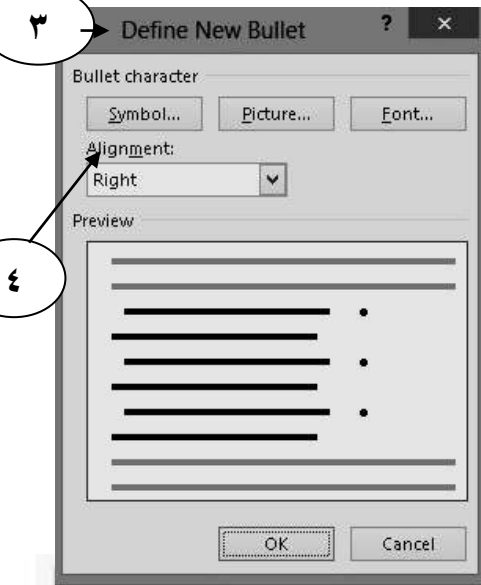 ٣
Define New Bullet ? ×
Bullet character
Symbol... Picture... Font...
Alignment:
Right
٤
Preview
OK Cancel